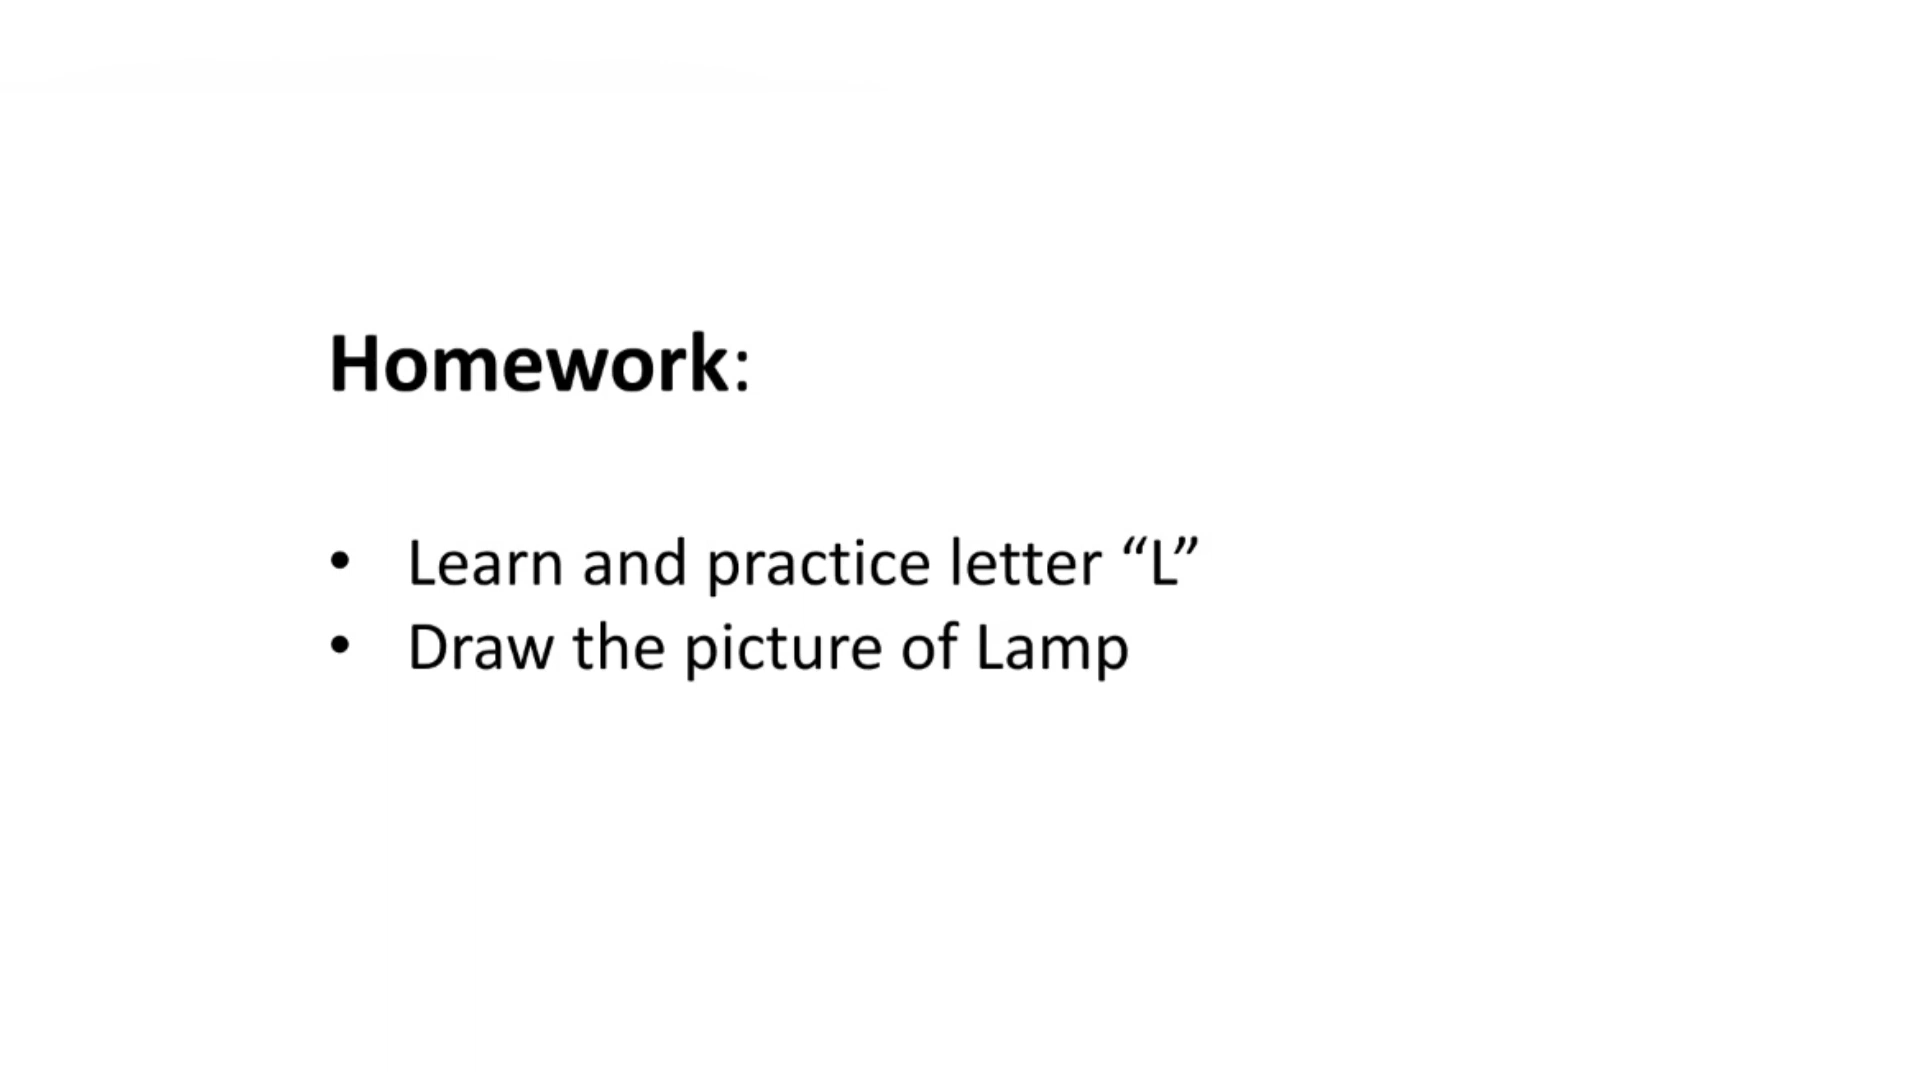 Homework:
• Learn and practice letter “L”
• Draw the picture of Lamp